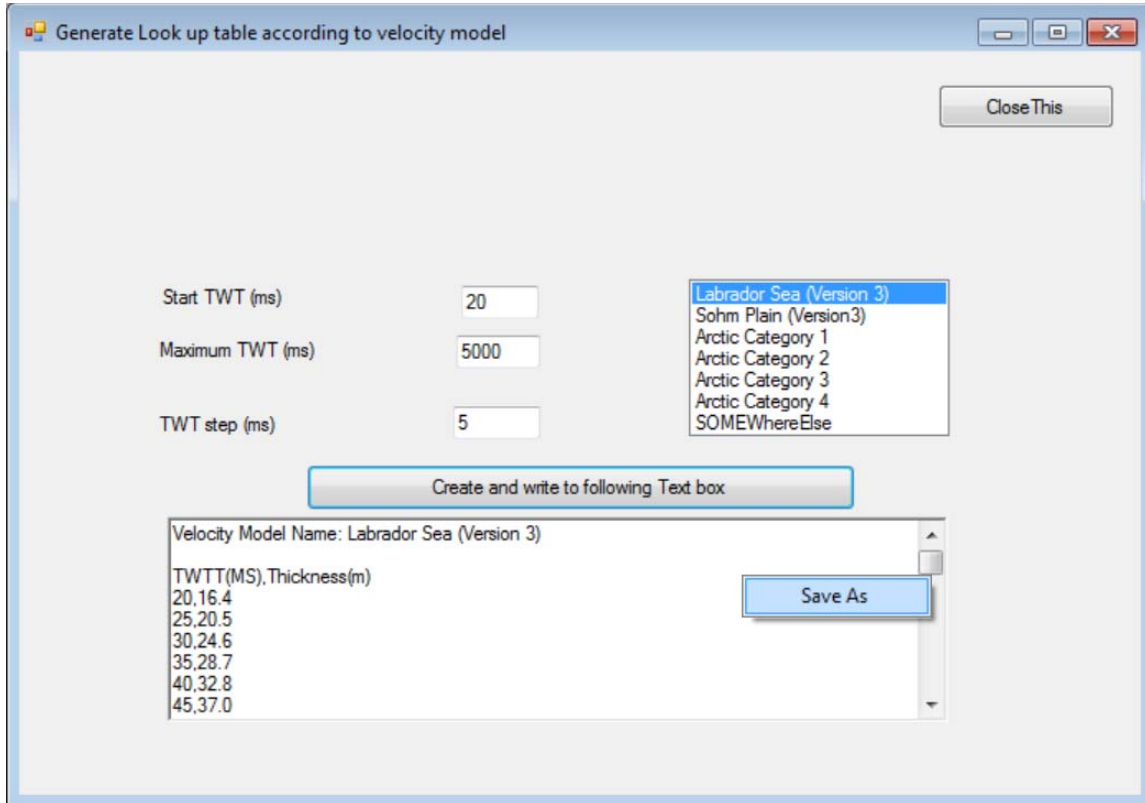 Generate Look up table according to velocity model
Close This
Start TWT (ms)
20
Maximum TWT (ms)
5000
TWT step (ms)
5
Labrador Sea (Version 3)
Sohm Plain (Version3)
Arctic Category 1
Arctic Category 2
Arctic Category 3
Arctic Category 4
SOMEWhereElse
Create and write to following Text box
Velocity Model Name: Labrador Sea (Version 3)
TWTT(MS),Thickness(m)
20,16.4
25,20.5
30,24.6
35,28.7
40,32.8
45,37.0
Save As